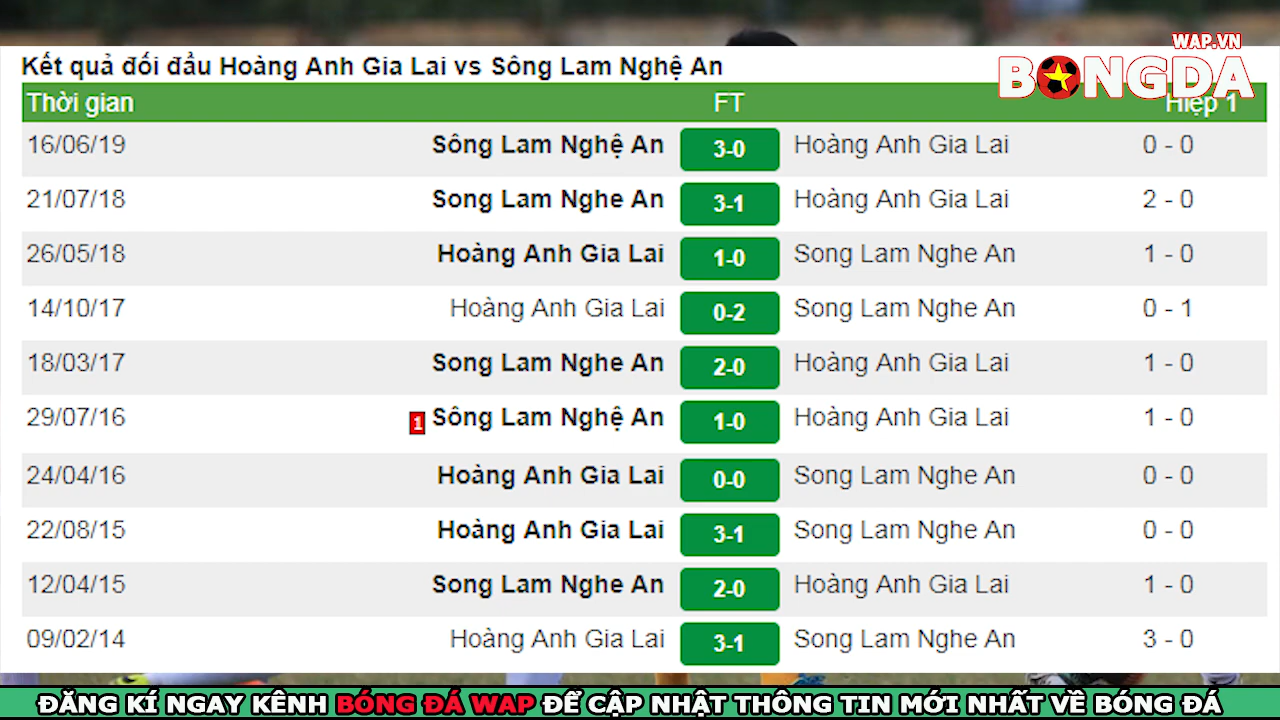 WAP.VN
BONGDA
Kết quả đối đầu Hoàng Anh Gia Lai vs Sông Lam Nghệ An
Thời gian FT Hiệp 1
16/06/19 Sông Lam Nghệ An 3-0 Hoàng Anh Gia Lai 0 - 0
21/07/18 Song Lam Nghe An 3-1 Hoàng Anh Gia Lai 2 - 0
26/05/18 Hoàng Anh Gia Lai 1-0 Song Lam Nghe An 1 - 0
14/10/17 Hoàng Anh Gia Lai 0-2 Song Lam Nghe An 0 - 1
18/03/17 Song Lam Nghe An 2-0 Hoàng Anh Gia Lai 1 - 0
29/07/16 1 Sông Lam Nghệ An 1-0 Hoàng Anh Gia Lai 1 - 0
24/04/16 Hoàng Anh Gia Lai 0-0 Song Lam Nghe An 0 - 0
22/08/15 Hoàng Anh Gia Lai 3-1 Song Lam Nghe An 0 - 0
12/04/15 Song Lam Nghe An 2-0 Hoàng Anh Gia Lai 1 - 0
09/02/14 Hoàng Anh Gia Lai 3-1 Song Lam Nghe An 3 - 0
ĐĂNG KÍ NGAY KÊNH BÓNG ĐÁ WAP ĐỂ CẬP NHẬT THÔNG TIN MỚI NHẤT VỀ BÓNG ĐÁ